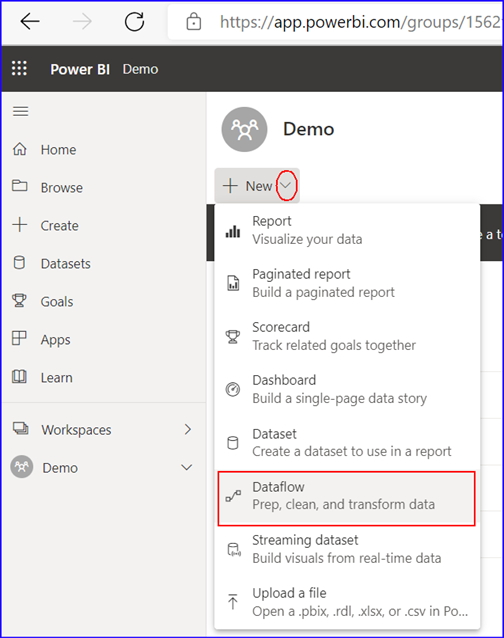 https://app.powerbi.com/groups/1562
Power BI Demo
Home
Browse
Create
Datasets
Goals
Apps
Learn
Workspaces
Demo
Demo
New
e a t
Report
Visualize your data
Paginated report
Build a paginated report
Scorecard
Track related goals together
Dashboard
Build a single-page data story
Dataset
Create a dataset to use in a report
Dataflow
Prep, clean, and transform data
Streaming dataset
Build visuals from real-time data
Upload a file
Open a .pbix, .rdl, .xlsx, or .csv in Po...